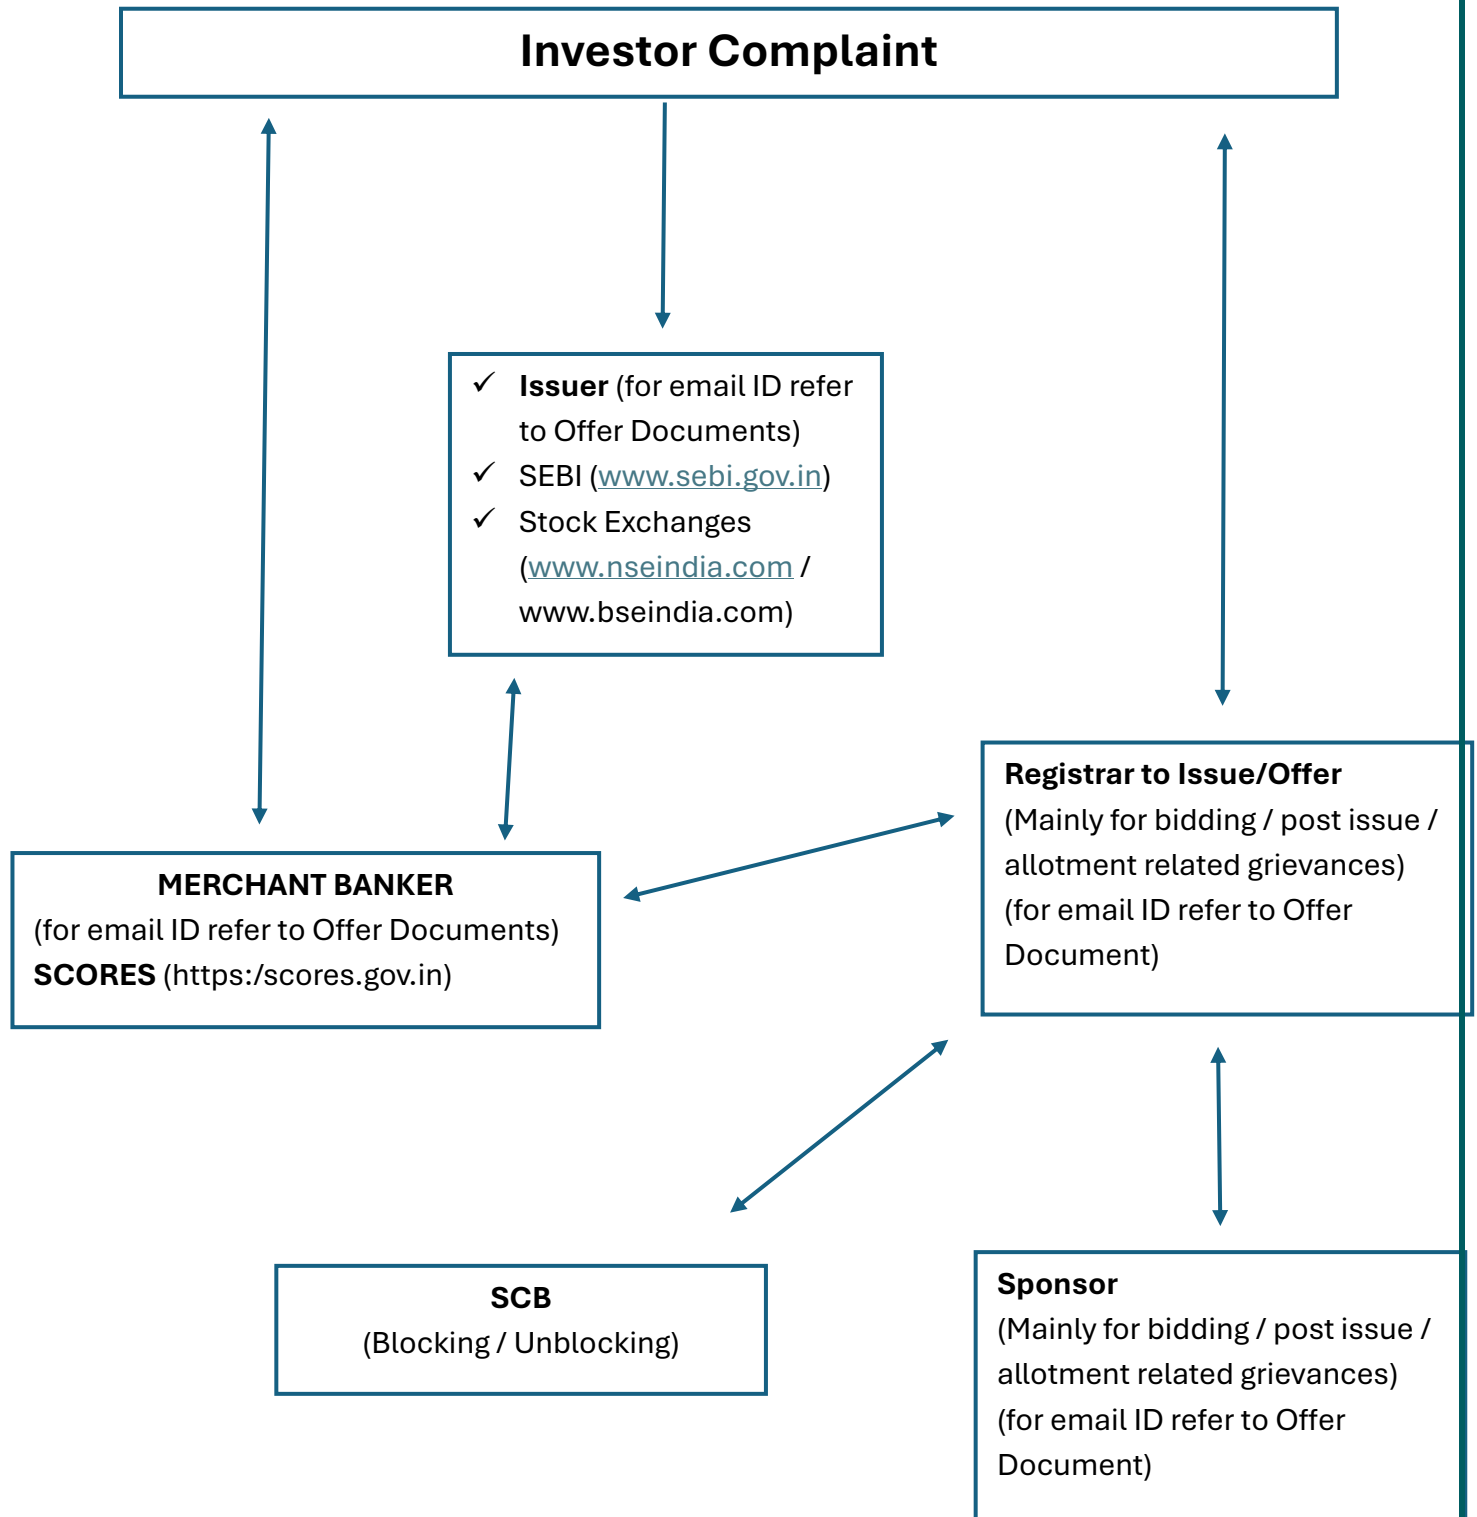 Investor Complaint
✓ Issuer (for email ID refer
to Offer Documents)
✓ SEBI (www.sebi.gov.in)
✓ Stock Exchanges
(www.nseindia.com /
www.bseindia.com)
Registrar to Issue/Offer
(Mainly for bidding / post issue /
allotment related grievances)
(for email ID refer to Offer
Document)
MERCHANT BANKER
(for email ID refer to Offer Documents)
SCORES (https:/scores.gov.in)
SCB
(Blocking / Unblocking)
Sponsor
(Mainly for bidding / post issue /
allotment related grievances)
(for email ID refer to Offer
Document)